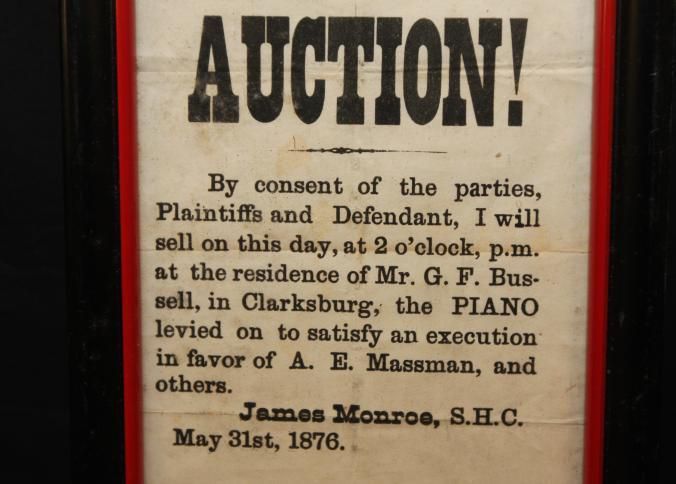 AUCTION!
By consent of the parties,
Plaintiffs and Defendant, I will
sell on this day, at 2 o'clock, p.m.
at the residence of Mr. G. F. Bus-
sell, in Clarksburg, the PIANO
levied on to satisfy an execution
in favor of A. E. Massman, and
others.
James Monroe, S.H.C.
May 31st, 1876.